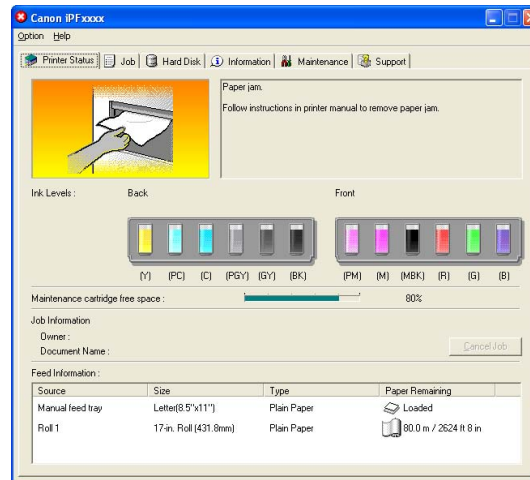 Canon iPFxxxx
Option Help
Printer Status Job Hard Disk Information Maintenance Support
Paper jam.
Follow instructions in printer manual to remove paper jam.
Ink Levels : Back Front
(Y) (PC) (C) (PGY) (GY) (BK) (PM) (M) (MBK) (R) (G) (B)
Maintenance cartridge free space : 80%
Job Information
Owner :
Document Name :
Cancel Job
Feed Information :
Source Size Type Paper Remaining
Manual feed tray Letter(8.5"x11") Plain Paper Loaded
Roll 1 17-in. Roll (431.8mm) Plain Paper 80.0 m / 2624 ft 8 in